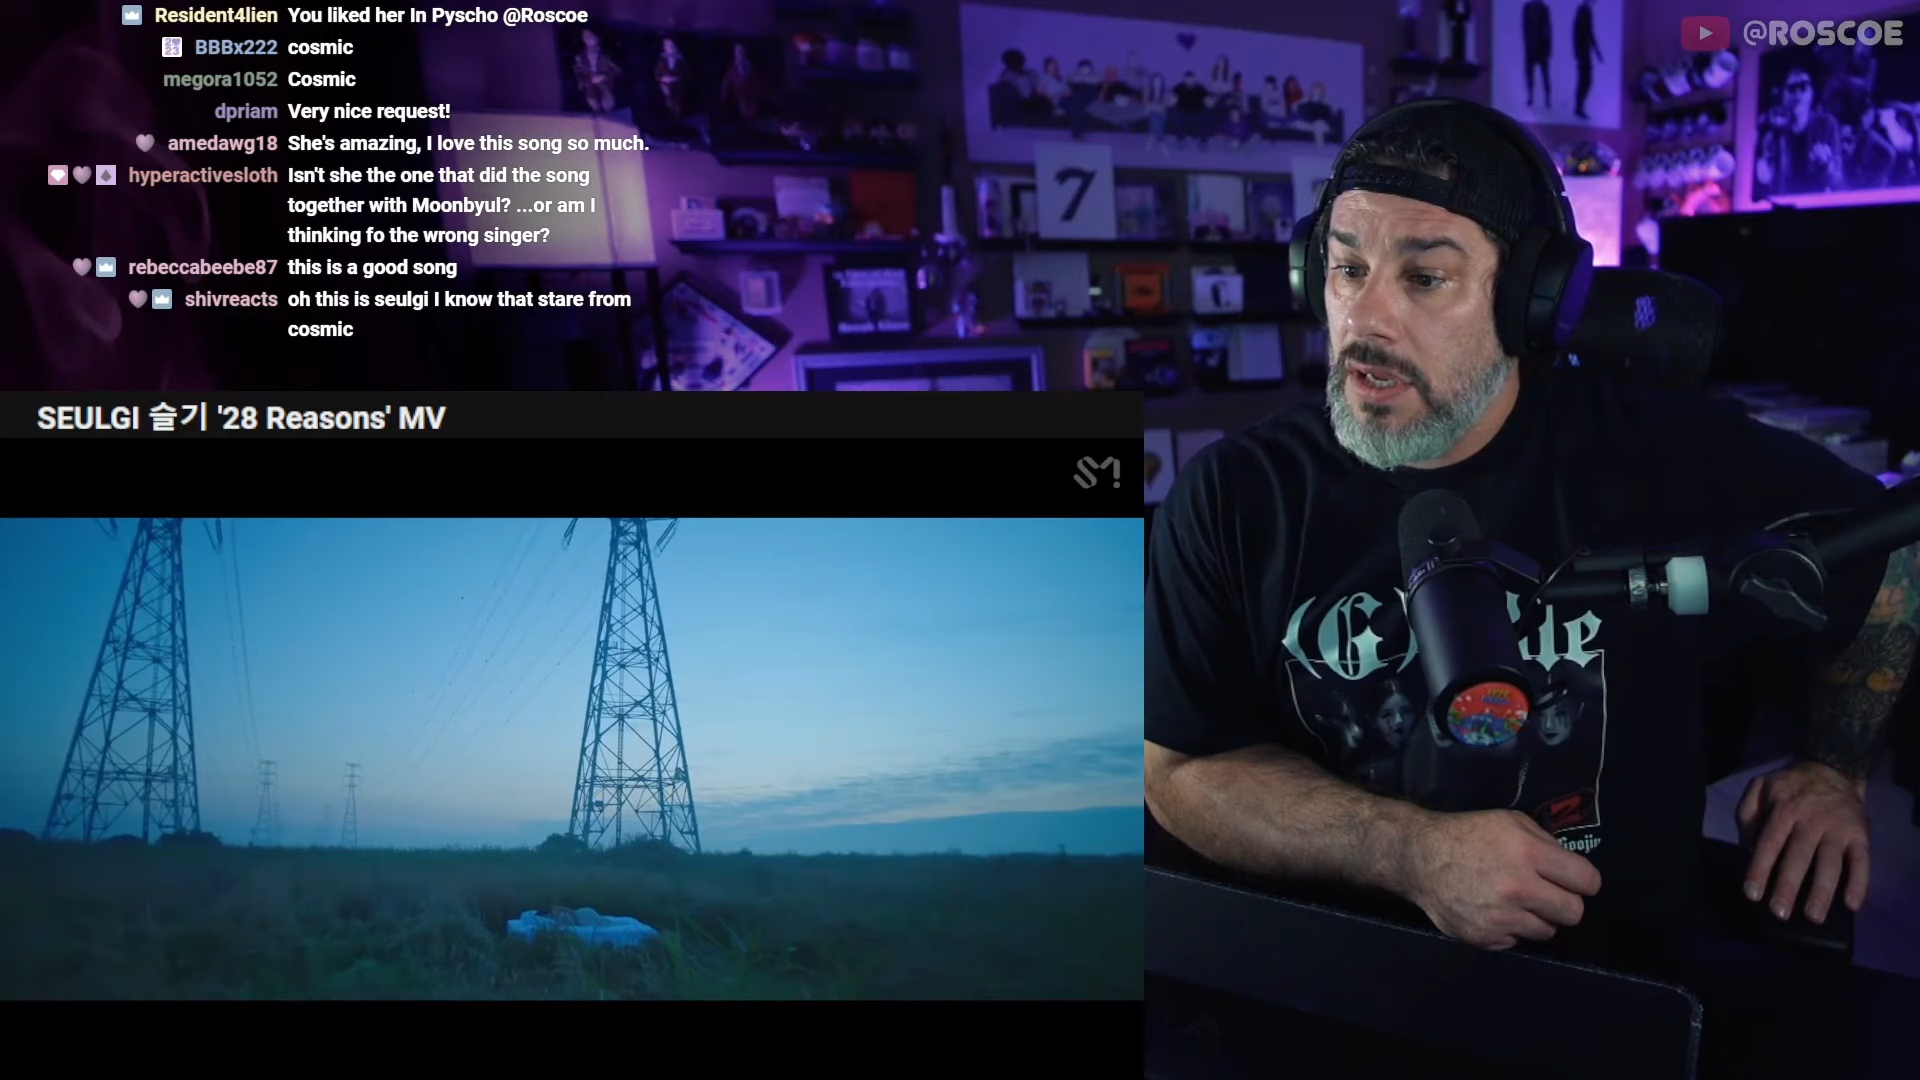 Resident4lien You liked her In Pyscho @Roscoe
BBBx222 cosmic
megora1052 Cosmic
dpriam Very nice request!
amedawg18 She's amazing, I love this song so much.
hyperactivesloth Isn't she the one that did the song
together with Moonbyul? ...or am I
thinking fo the wrong singer?
rebeccabeebe87 this is a good song
shivreacts oh this is seulgi I know that stare from
cosmic
@ROSCOE
7
SEULGI 슬기 '28 Reasons' MV
SM!